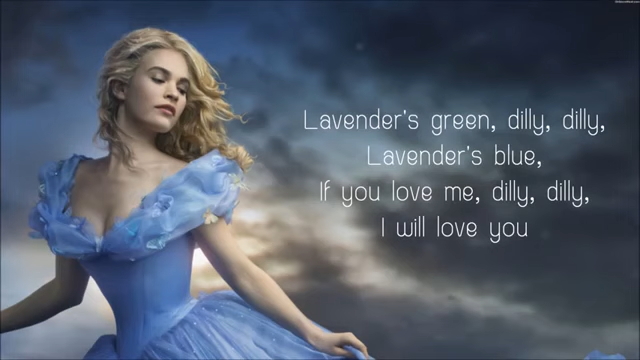 Lavender's green, dilly, dilly,
Lavender's blue,
If you love me, dilly, dilly,
I will love you